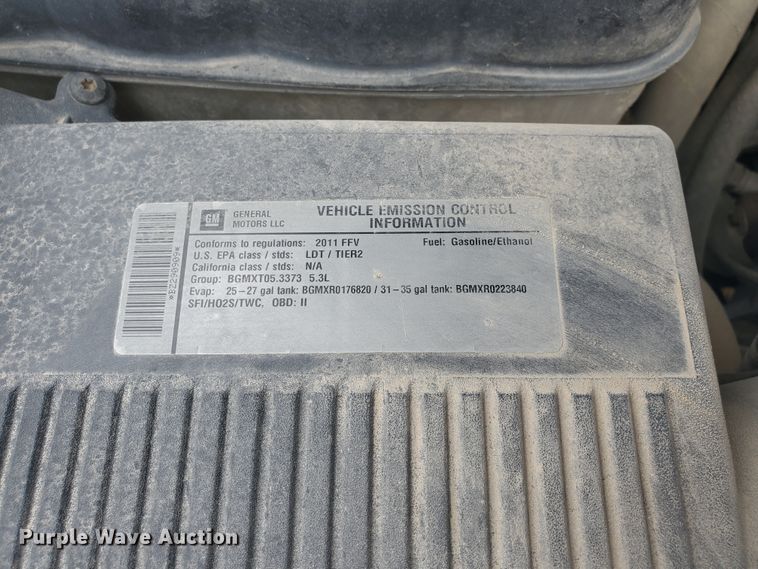 GM GENERAL MOTORS LLC
VEHICLE EMISSION CONTROL INFORMATION
Conforms to regulations: 2011 FFV Fuel: Gasoline/Ethanol
U.S. EPA class / stds: LDT / TIER2
California class / stds: N/A
Group: BGMXT05.3373 5.3L
Evap: 25-27 gal tank: BGMXR0176820 / 31-35 gal tank: BGMXR0223840
SFI/HO2S/TWC, OBD: II
*B2290909*
Purple Wave Auction